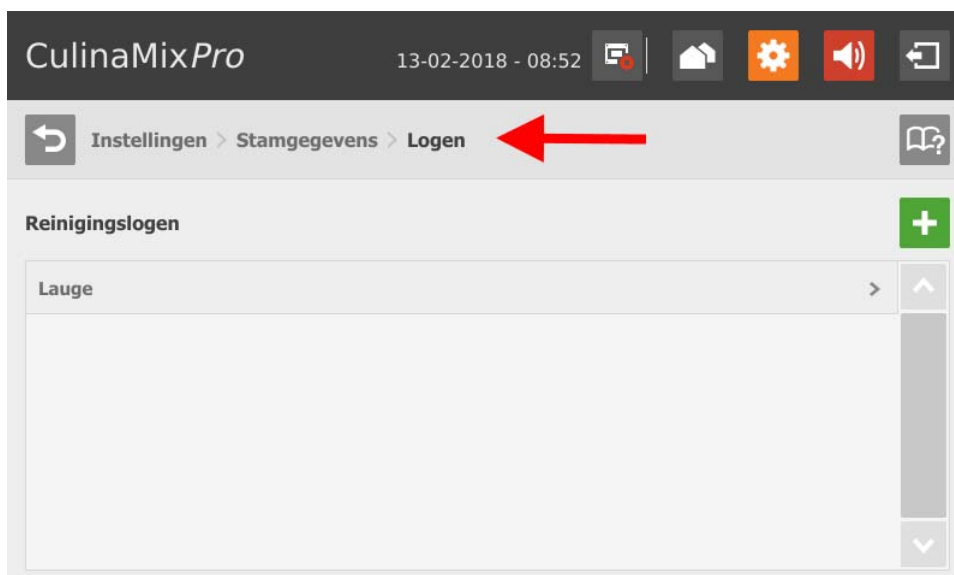 CulinaMixPro 13-02-2018 - 08:52
Instellingen > Stamgegevens > Logen
Reinigingslogen
Lauge